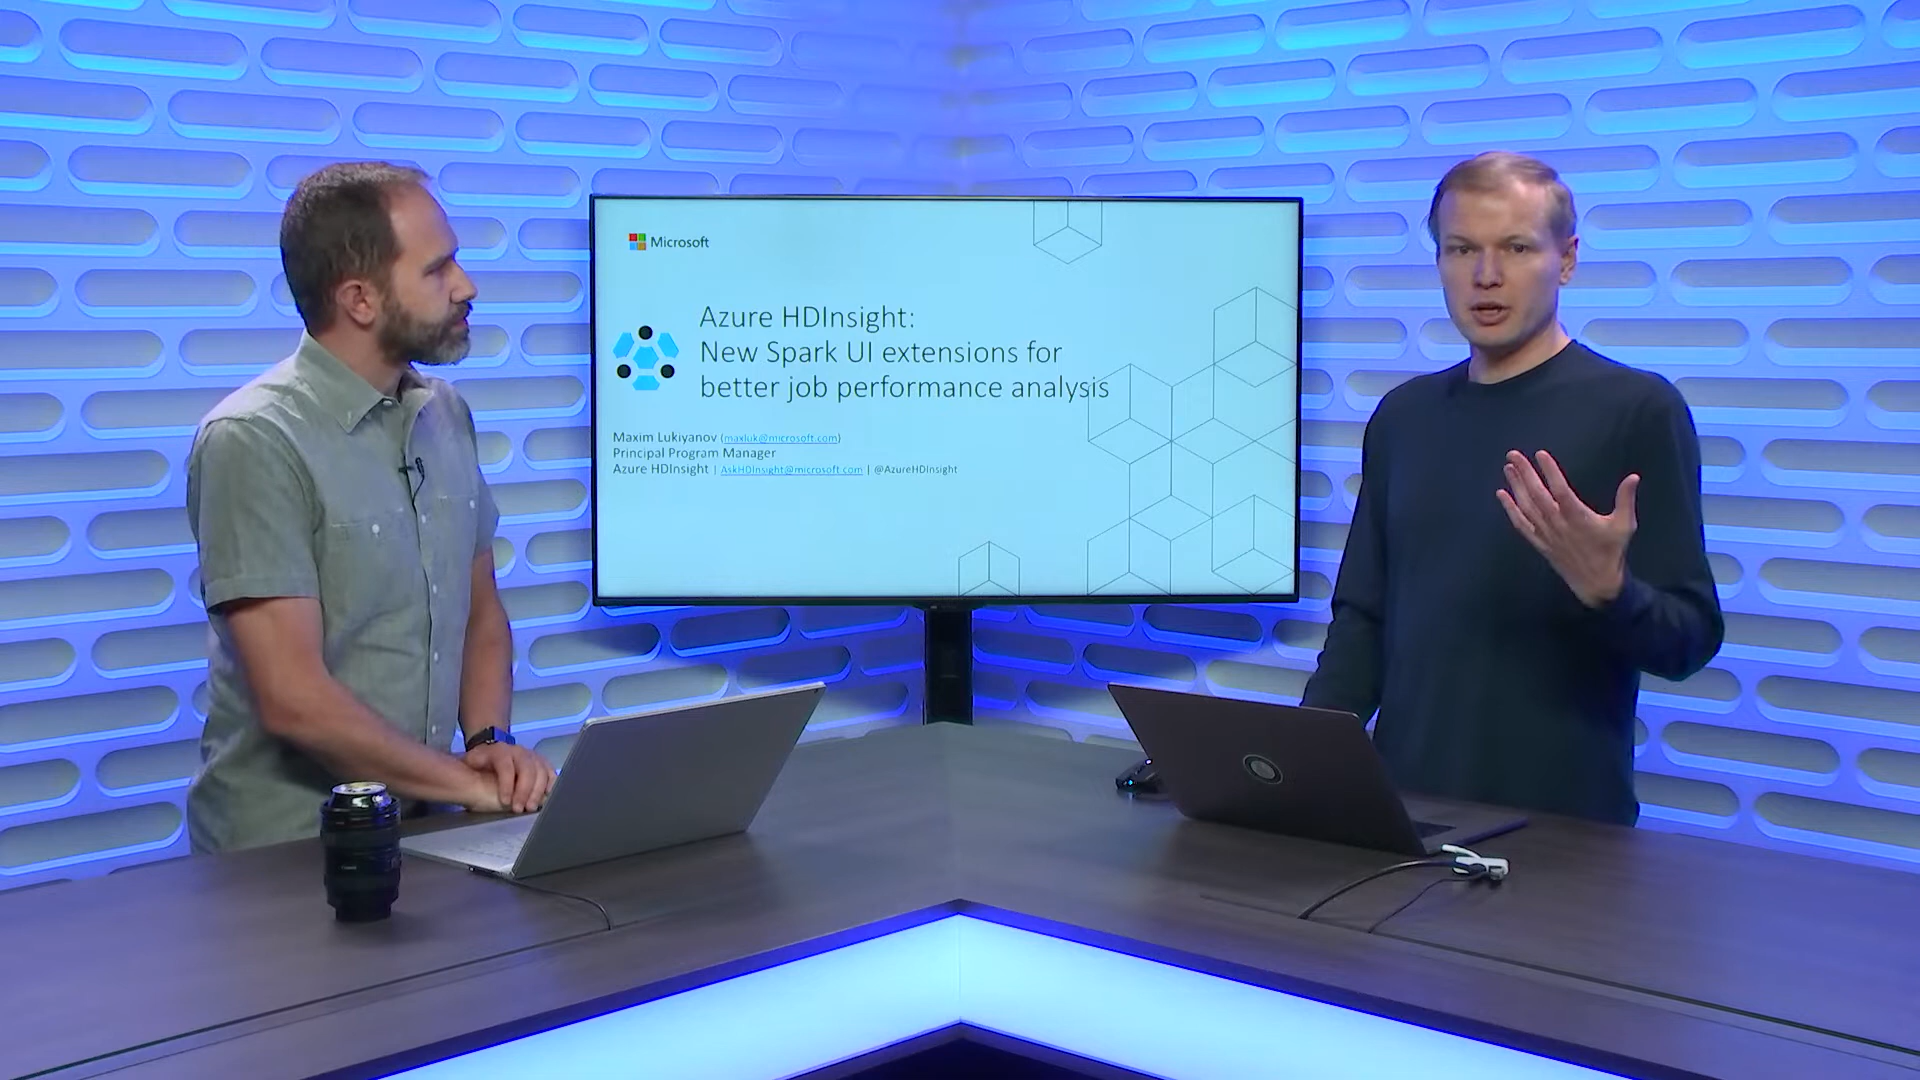 Microsoft
Azure HDInsight:
New Spark UI extensions for
better job performance analysis
Maxim Lukiyanov (maxluk@microsoft.com)
Principal Program Manager
Azure HDInsight | AskHDInsight@microsoft.com | @AzureHDInsight
Canon